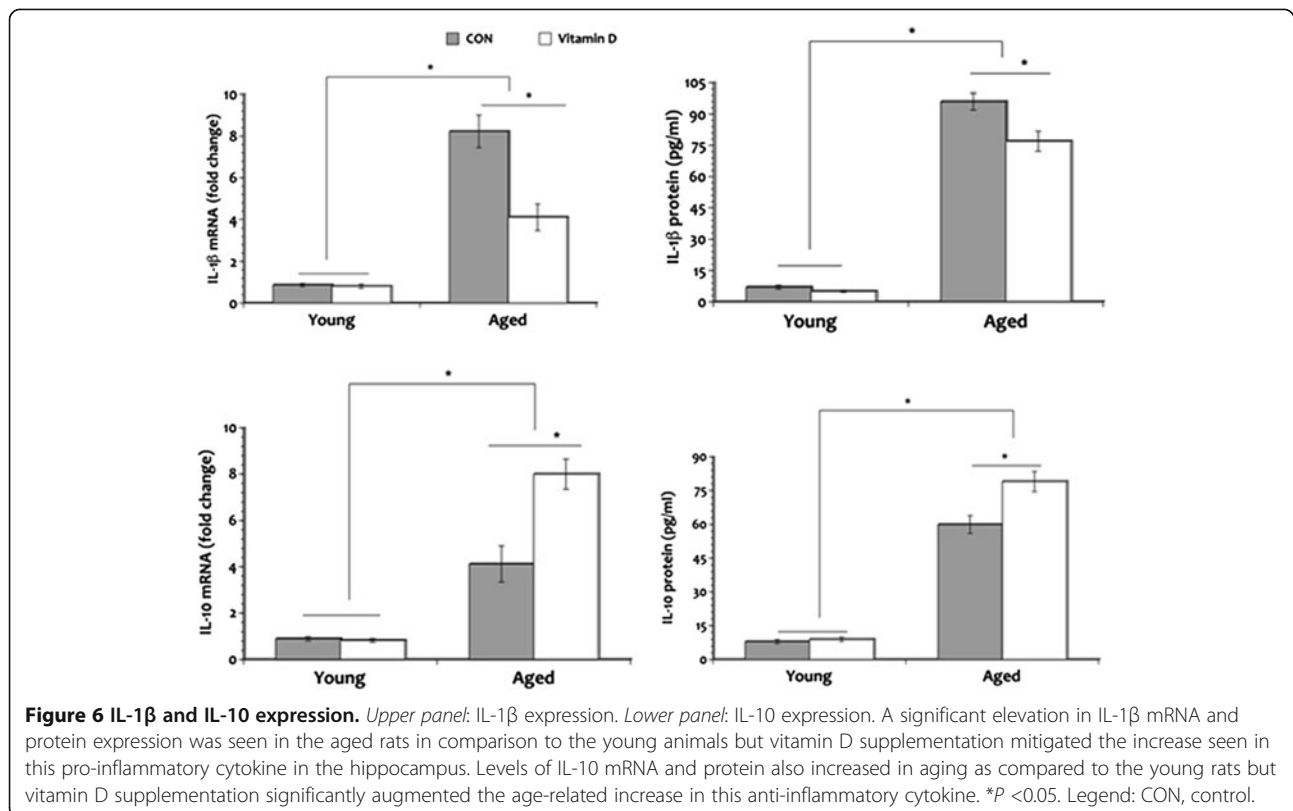 CON Vitamin D
*
*
10
8
6
4
2
0
IL-1β mRNA (fold change)
Young Aged
*
*
105
90
75
60
45
30
15
0
IL-1β protein (pg/ml)
Young Aged
*
*
10
8
6
4
2
0
IL-10 mRNA (fold change)
Young Aged
*
*
90
75
60
45
30
15
0
IL-10 protein (pg/ml)
Young Aged
Figure 6 IL-1β and IL-10 expression. Upper panel: IL-1β expression. Lower panel: IL-10 expression. A significant elevation in IL-1β mRNA and
protein expression was seen in the aged rats in comparison to the young animals but vitamin D supplementation mitigated the increase seen in
this pro-inflammatory cytokine in the hippocampus. Levels of IL-10 mRNA and protein also increased in aging as compared to the young rats but
vitamin D supplementation significantly augmented the age-related increase in this anti-inflammatory cytokine. *P <0.05. Legend: CON, control.